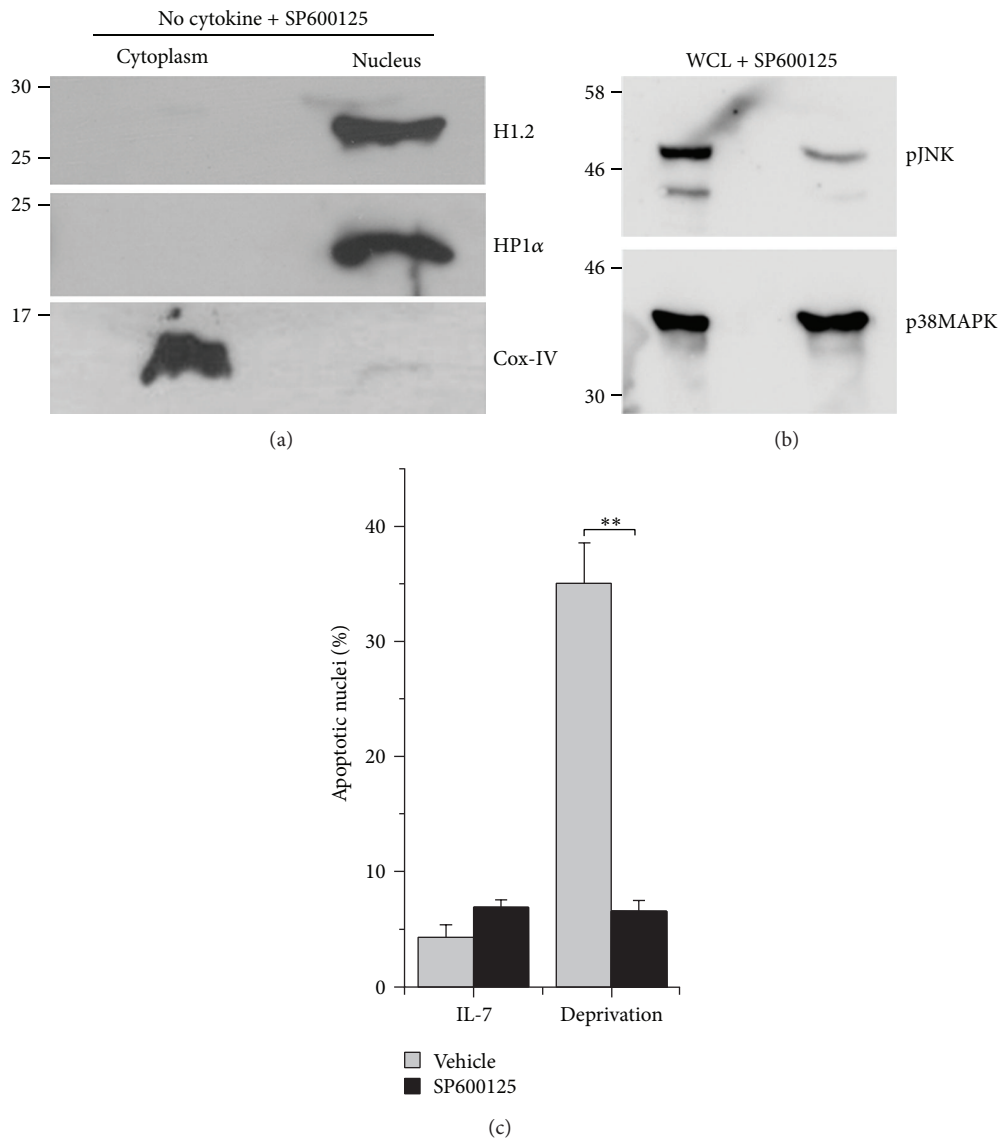 No cytokine + SP600125
Cytoplasm Nucleus
30
H1.2
25
25
HP1α
17
Cox-IV
(a)
WCL + SP600125
58
pJNK
46
46
p38MAPK
30
(b)
40
**
30
20
10
0
Apoptotic nuclei (%)
IL-7 Deprivation
Vehicle
SP600125
(c)